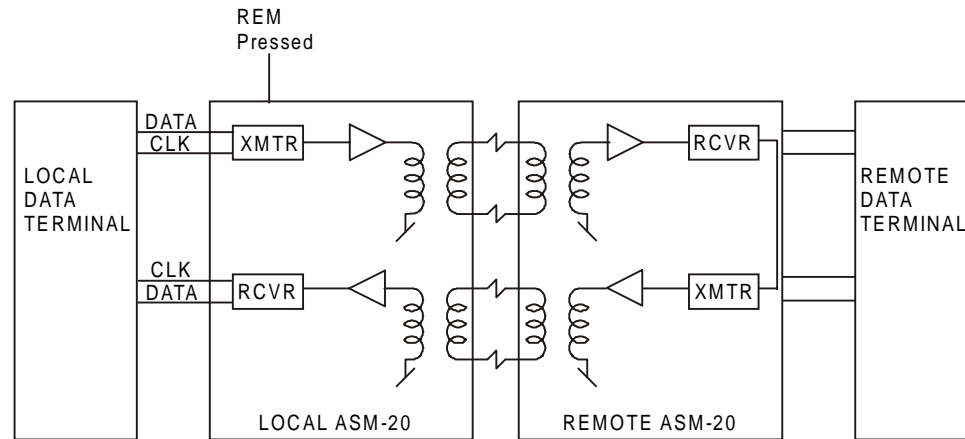 REM
Pressed
DATA
CLK
XMTR
RCVR
LOCAL
DATA
TERMINAL
REMOTE
DATA
TERMINAL
CLK
DATA
RCVR
XMTR
LOCAL ASM-20
REMOTE ASM-20